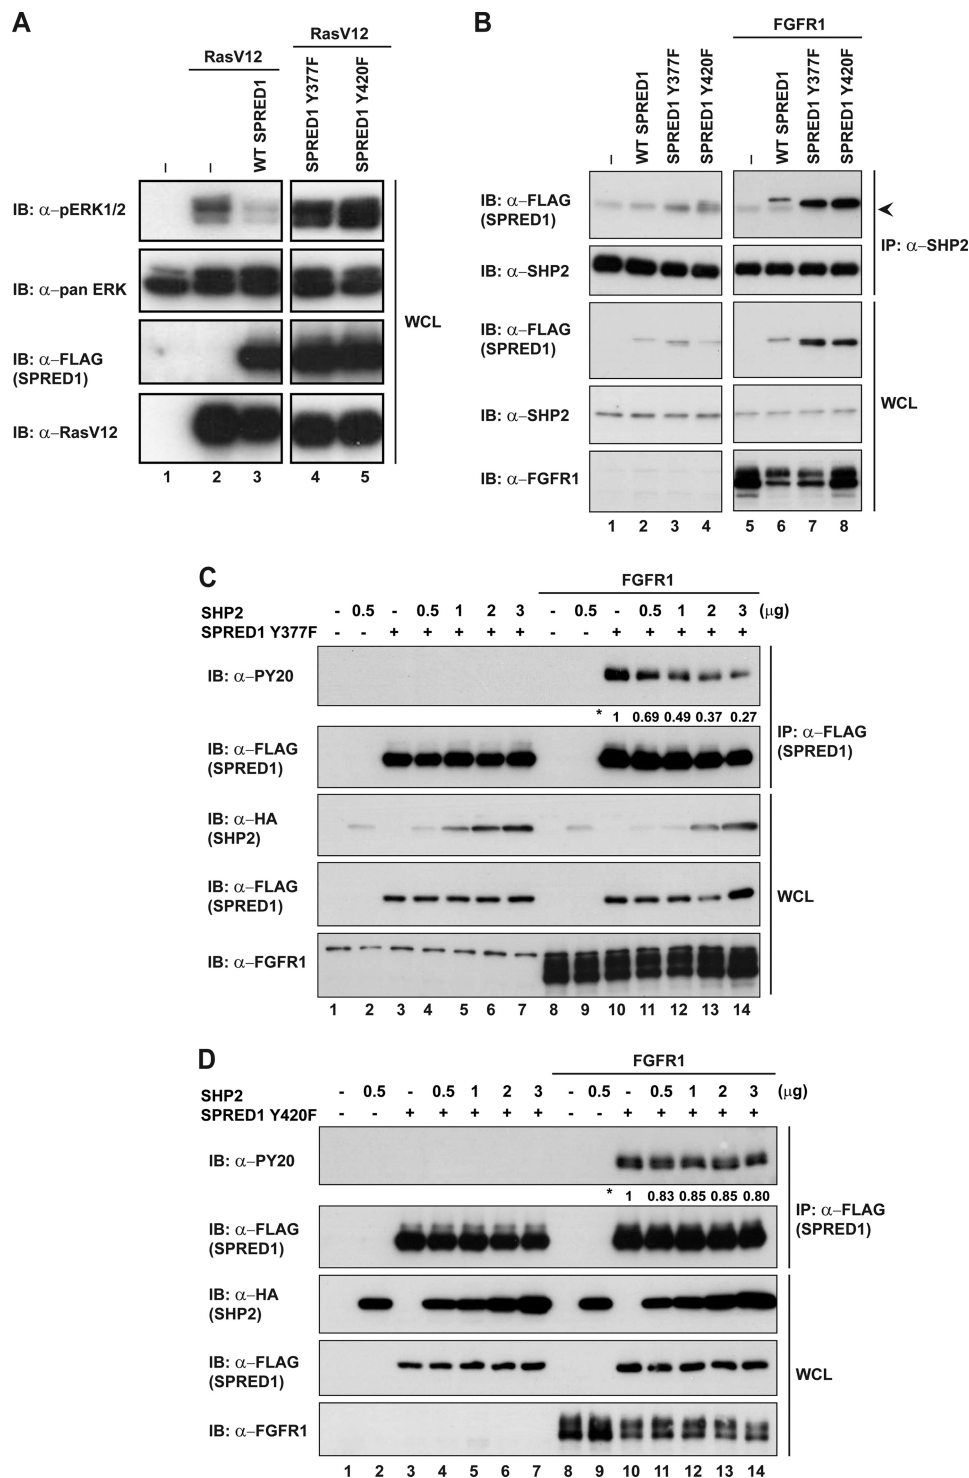 A
RasV12
RasV12
–
–
WT SPRED1
SPRED1 Y377F
SPRED1 Y420F
IB: α–pERK1/2
IB: α–pan ERK
IB: α–FLAG
(SPRED1)
IB: α–RasV12
WCL
1 2 3 4 5
B
FGFR1
–
WT SPRED1
SPRED1 Y377F
SPRED1 Y420F
–
WT SPRED1
SPRED1 Y377F
SPRED1 Y420F
IB: α–FLAG
(SPRED1)
IB: α–SHP2
IP: α–SHP2
IB: α–FLAG
(SPRED1)
IB: α–SHP2
IB: α–FGFR1
WCL
1 2 3 4 5 6 7 8
C
FGFR1
SHP2 - 0.5 - 0.5 1 2 3 - 0.5 - 0.5 1 2 3 (μg)
SPRED1 Y377F - - + + + + + - - + + + + +
IB: α–PY20
* 1 0.69 0.49 0.37 0.27
IB: α–FLAG
(SPRED1)
IP: α–FLAG
(SPRED1)
IB: α–HA
(SHP2)
IB: α–FLAG
(SPRED1)
WCL
IB: α–FGFR1
1 2 3 4 5 6 7 8 9 10 11 12 13 14
D
FGFR1
SHP2 - 0.5 - 0.5 1 2 3 - 0.5 - 0.5 1 2 3 (μg)
SPRED1 Y420F - - + + + + + - - + + + + +
IB: α–PY20
* 1 0.83 0.85 0.85 0.80
IB: α–FLAG
(SPRED1)
IP: α–FLAG
(SPRED1)
IB: α–HA
(SHP2)
IB: α–FLAG
(SPRED1)
WCL
IB: α–FGFR1
1 2 3 4 5 6 7 8 9 10 11 12 13 14